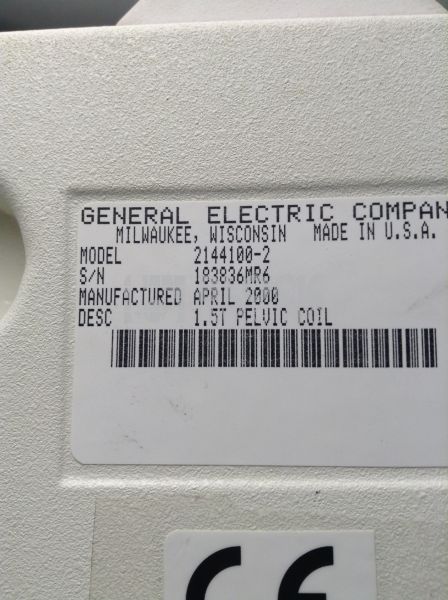 GENERAL ELECTRIC COMPAN
MILWAUKEE, WISCONSIN MADE IN U.S.A.
MODEL 2144100-2
S/N 183836MR6
MANUFACTURED APRIL 2000
DESC 1.5T PELVIC COIL
CE